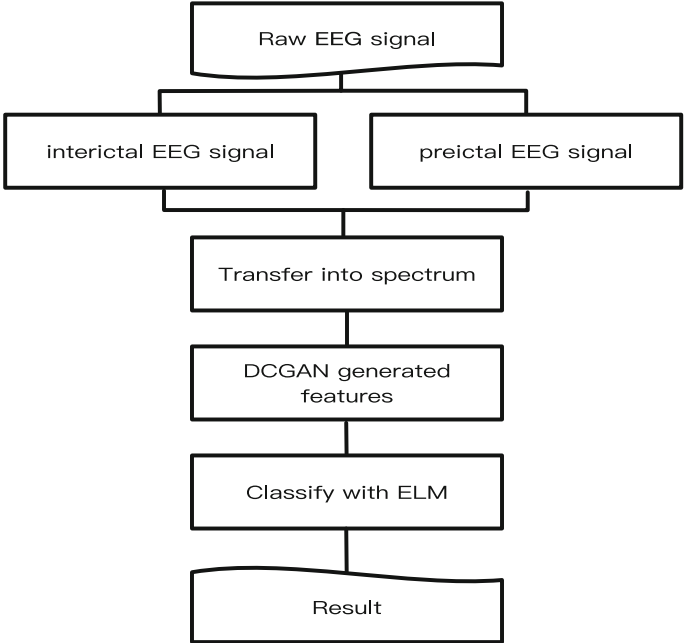 Raw EEG signal
interictal EEG signal
preictal EEG signal
Transfer into spectrum
DCGAN generated
features
Classify with ELM
Result